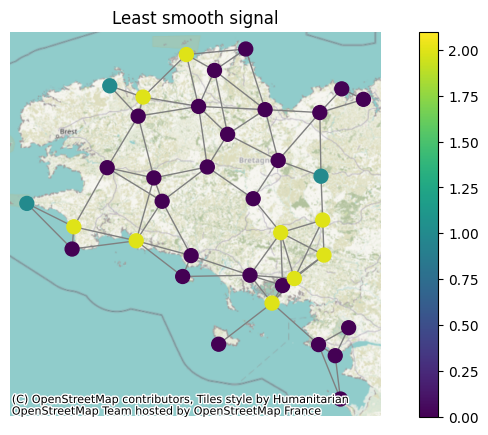 Least smooth signal
Brest
Bretagne
2.00
1.75
1.50
1.25
1.00
0.75
0.50
0.25
0.00
(C) OpenStreetMap contributors, Tiles style by Humanitarian
OpenStreetMap Team hosted by OpenStreetMap France